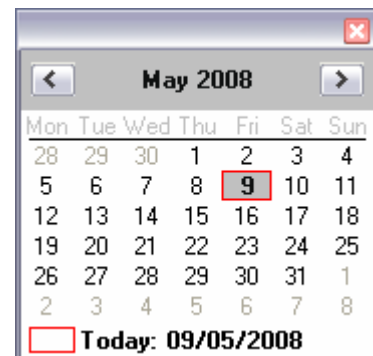 May 2008
Mon Tue Wed Thu Fri Sat Sun
28 29 30 1 2 3 4
5 6 7 8 9 10 11
12 13 14 15 16 17 18
19 20 21 22 23 24 25
26 27 28 29 30 31 1
2 3 4 5 6 7 8
Today: 09/05/2008